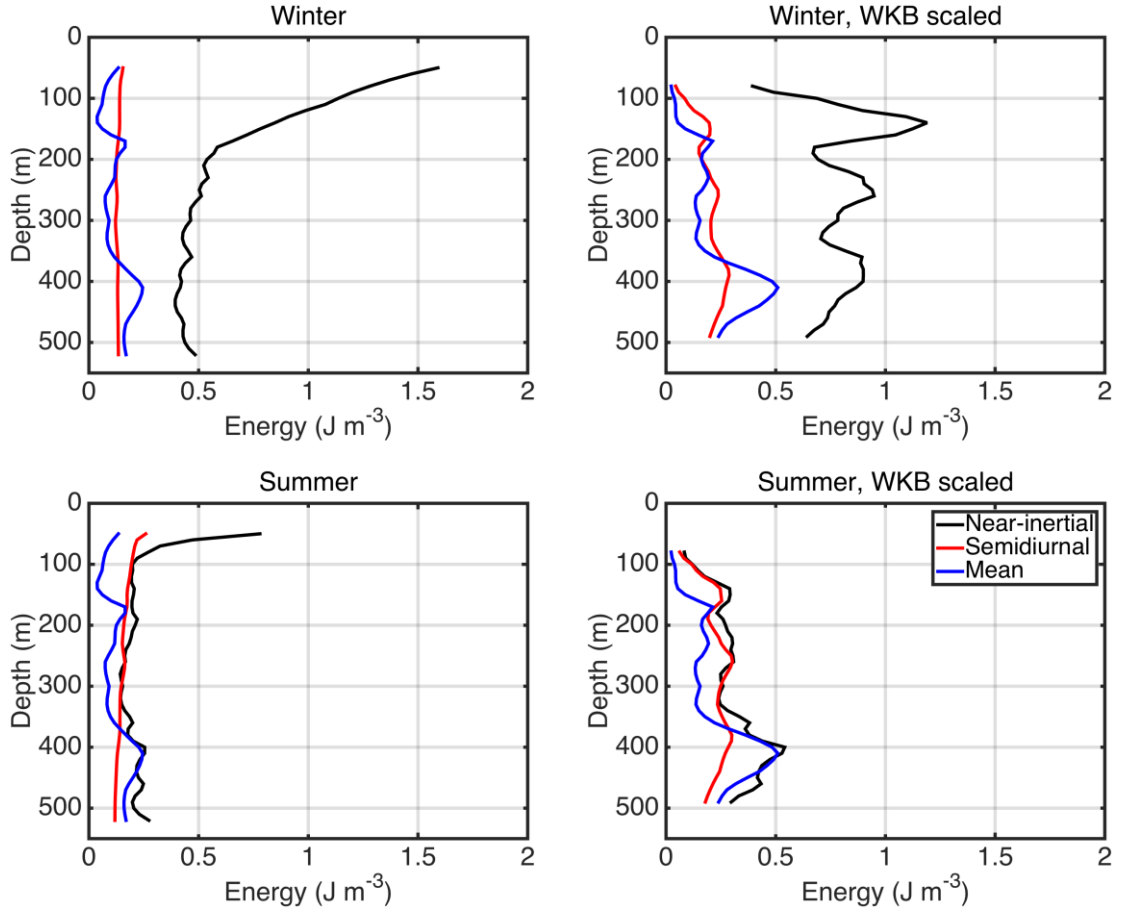 Winter
0
100
200
300
400
500
Depth (m)
0
0.5
1
1.5
2
Energy (J m-3)
Winter, WKB scaled
0
100
200
300
400
500
Depth (m)
0
0.5
1
1.5
2
Energy (J m-3)
Summer
0
100
200
300
400
500
Depth (m)
0
0.5
1
1.5
2
Energy (J m-3)
Summer, WKB scaled
0
100
200
300
400
500
Depth (m)
Near-inertial
Semidiurnal
Mean
0
0.5
1
1.5
2
Energy (J m-3)